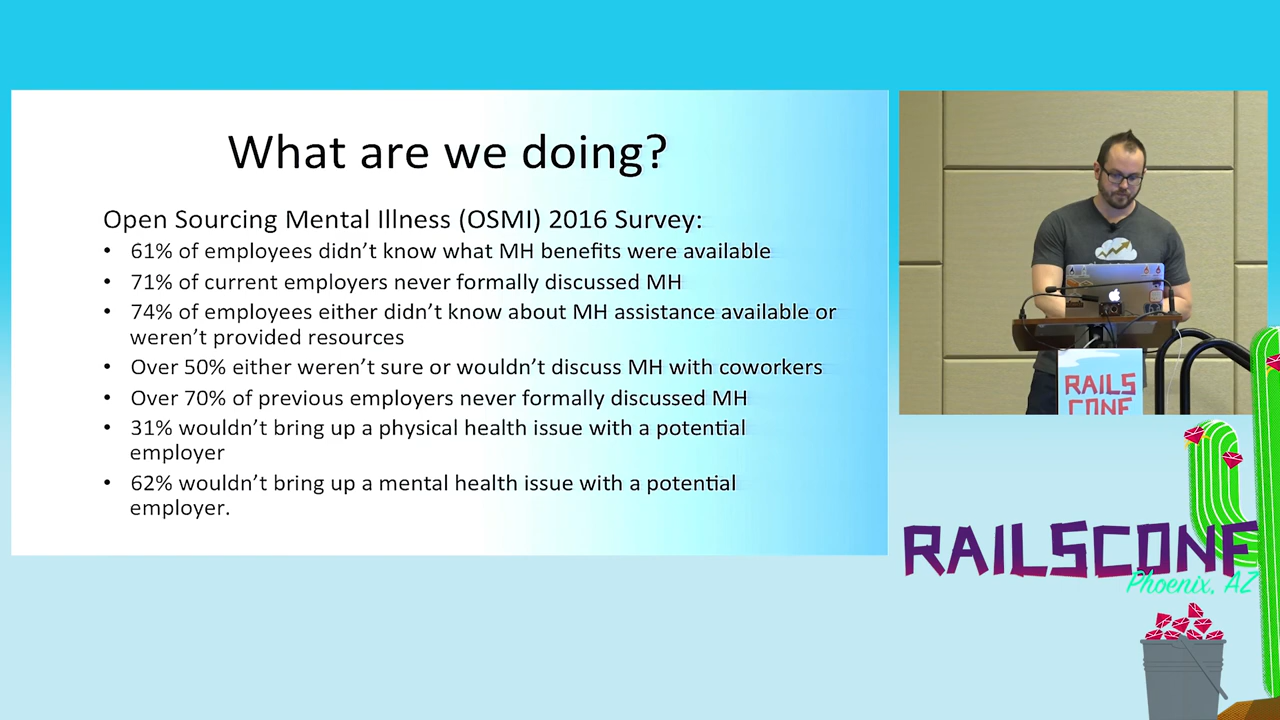 What are we doing?
Open Sourcing Mental Illness (OSMI) 2016 Survey:
• 61% of employees didn’t know what MH benefits were available
• 71% of current employers never formally discussed MH
• 74% of employees either didn’t know about MH assistance available or
weren’t provided resources
• Over 50% either weren’t sure or wouldn’t discuss MH with coworkers
• Over 70% of previous employers never formally discussed MH
• 31% wouldn’t bring up a physical health issue with a potential
employer
• 62% wouldn’t bring up a mental health issue with a potential
employer.
RAILS
CONF
RAILSCONF
Phoenix, AZ